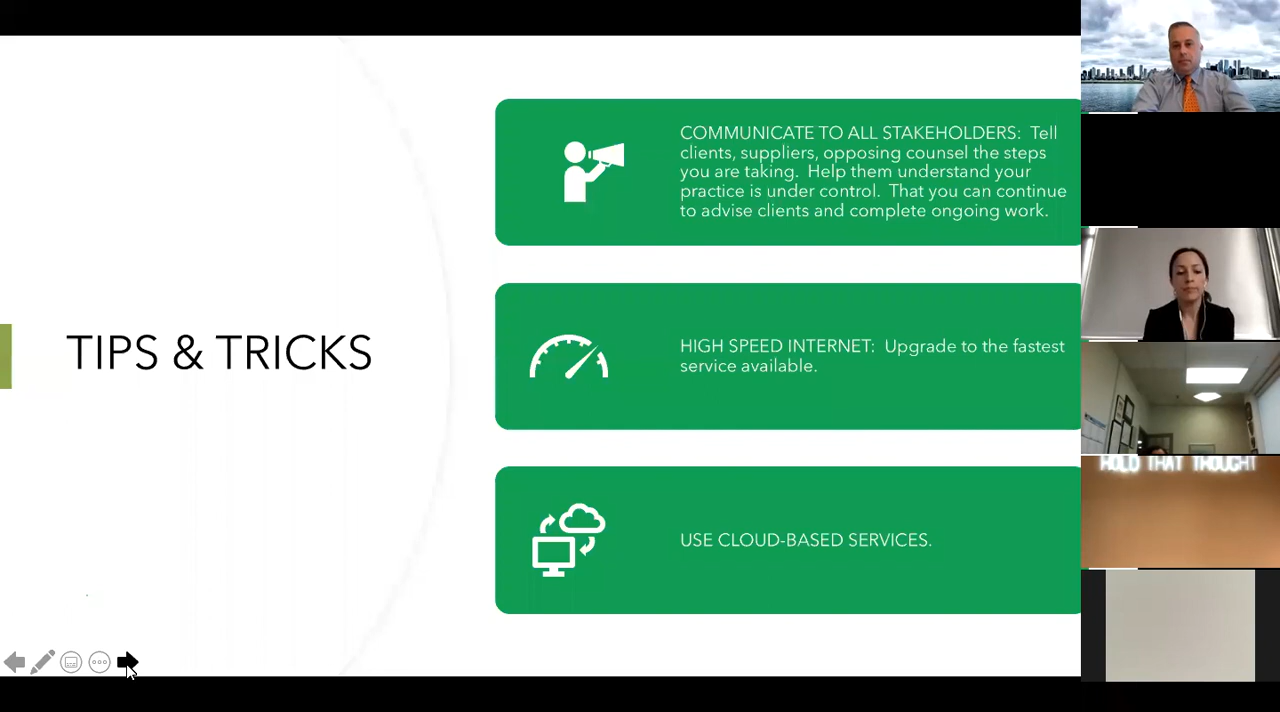 TIPS & TRICKS
COMMUNICATE TO ALL STAKEHOLDERS: Tell
clients, suppliers, opposing counsel the steps
you are taking. Help them understand your
practice is under control. That you can continue
to advise clients and complete ongoing work.
HIGH SPEED INTERNET: Upgrade to the fastest
service available.
USE CLOUD-BASED SERVICES.
HOLD THAT THOUGHT